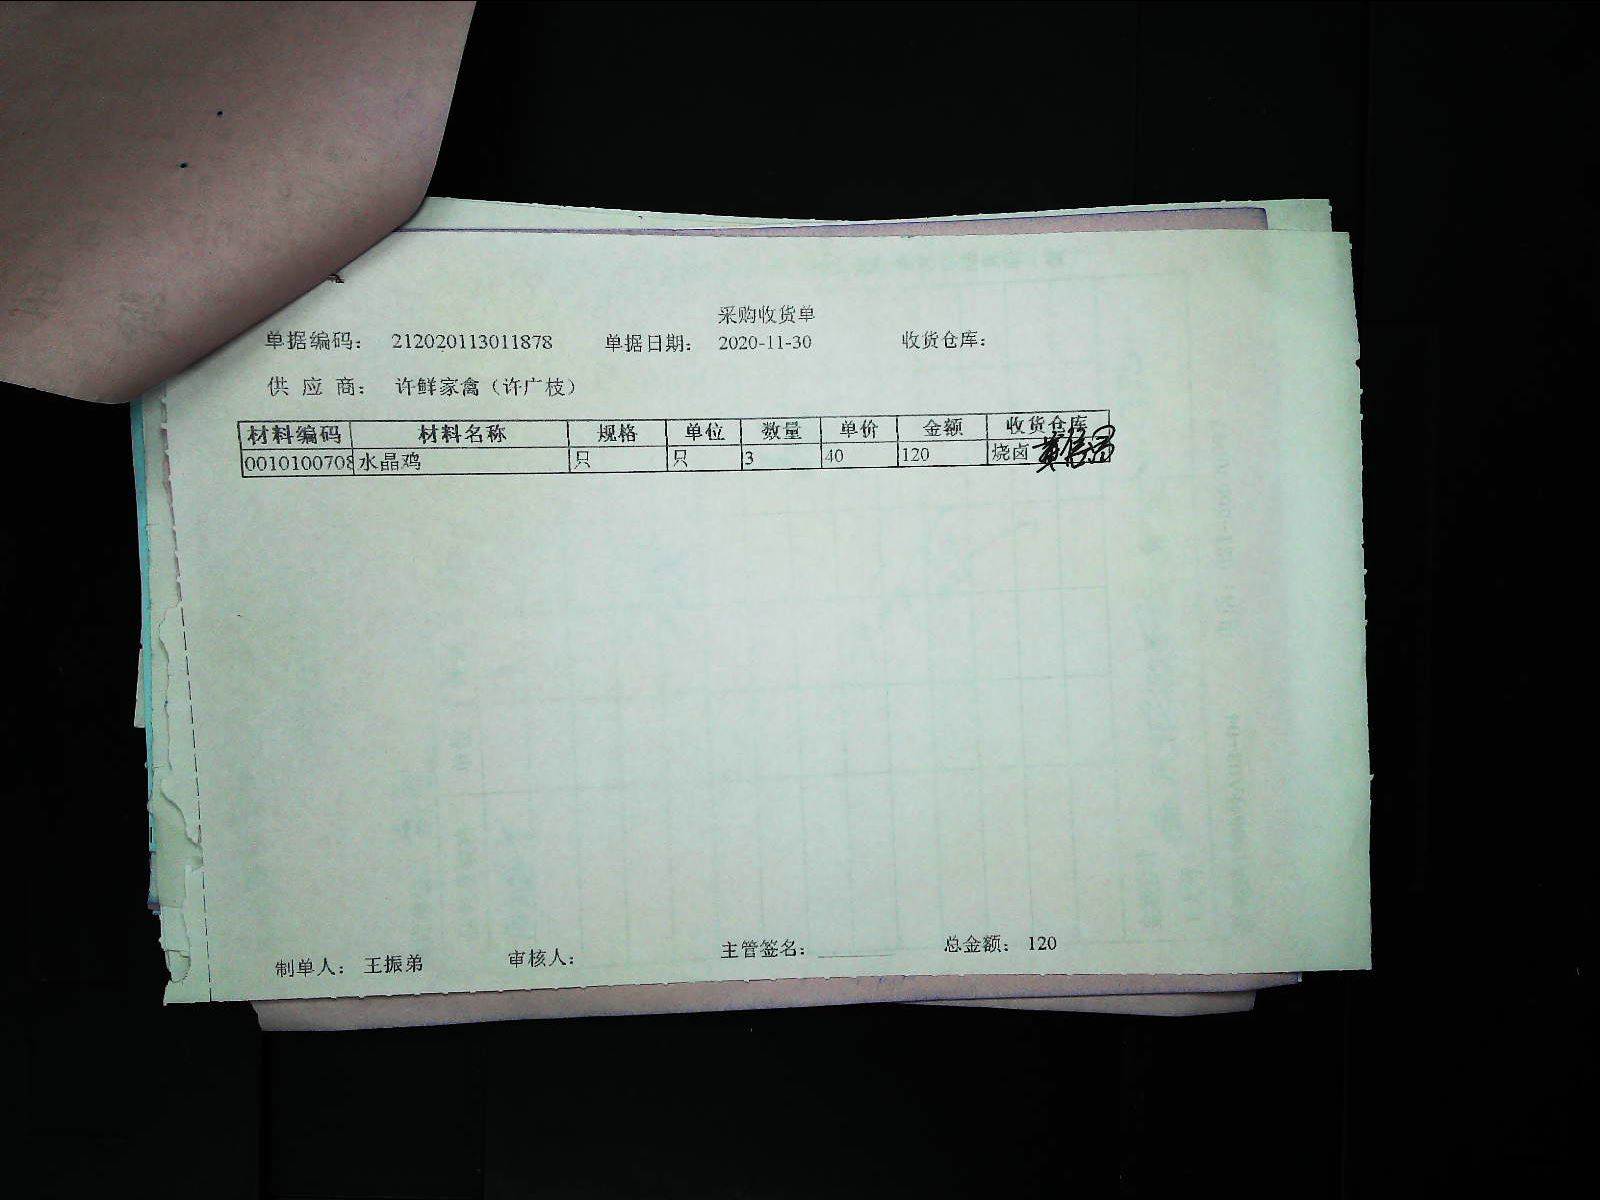 采购收货单
单据编码： 212020113011878 单据日期： 2020-11-30 收货仓库：
供 应 商： 许鲜家禽（许广枝）
材料编码 材料名称 规格 单位 数量 单价 金额 收货仓库
0010100708 水晶鸡 只 只 3 40 120 烧卤
制单人： 王振弟 审核人： 主管签名： 总金额： 120